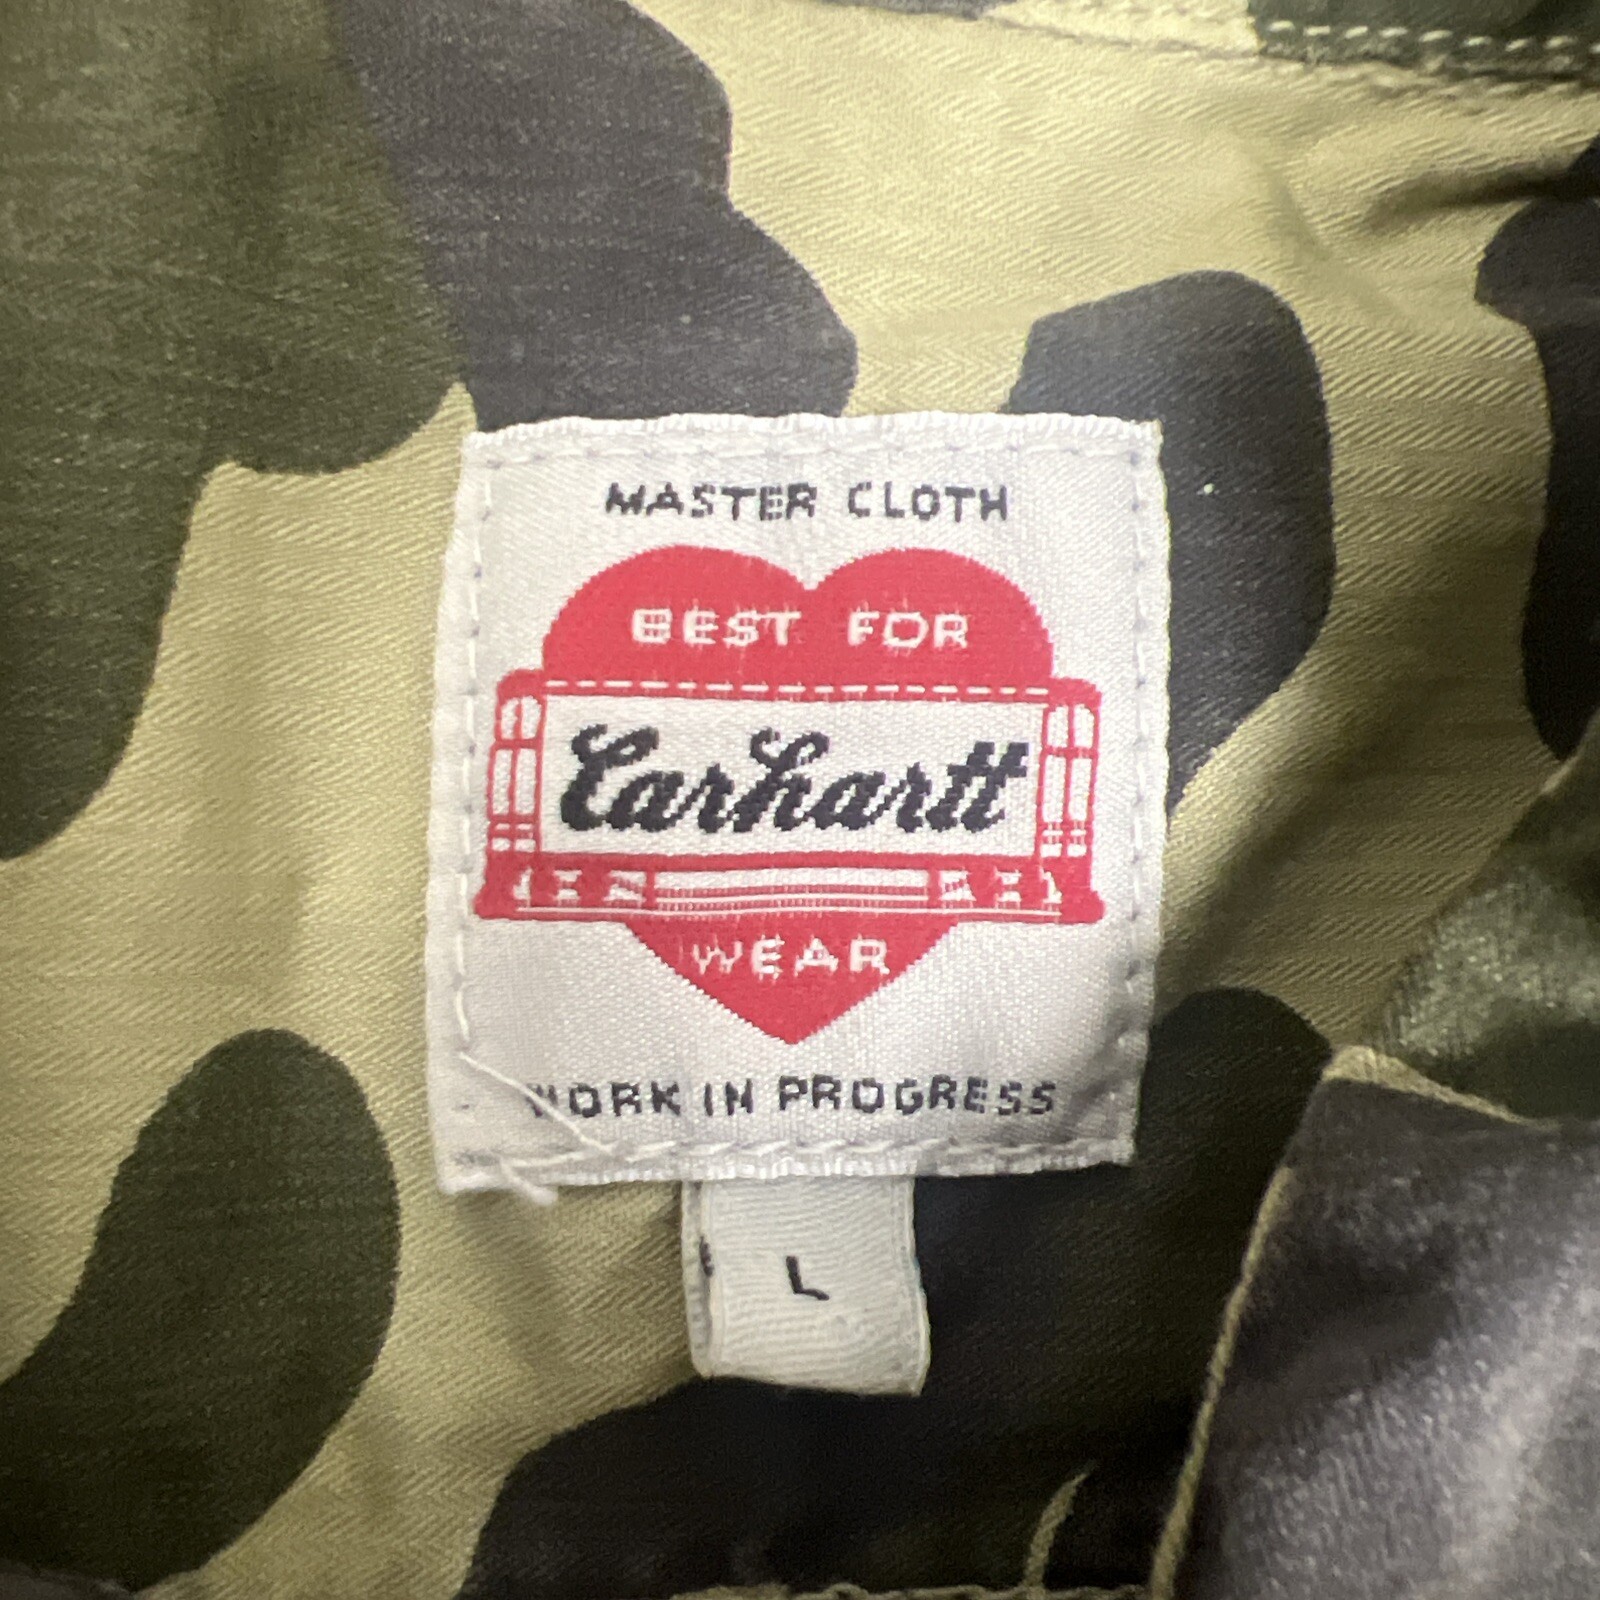 MASTER CLOTH
BEST FOR
Carhartt
WEAR
WORK IN PROGRESS
L